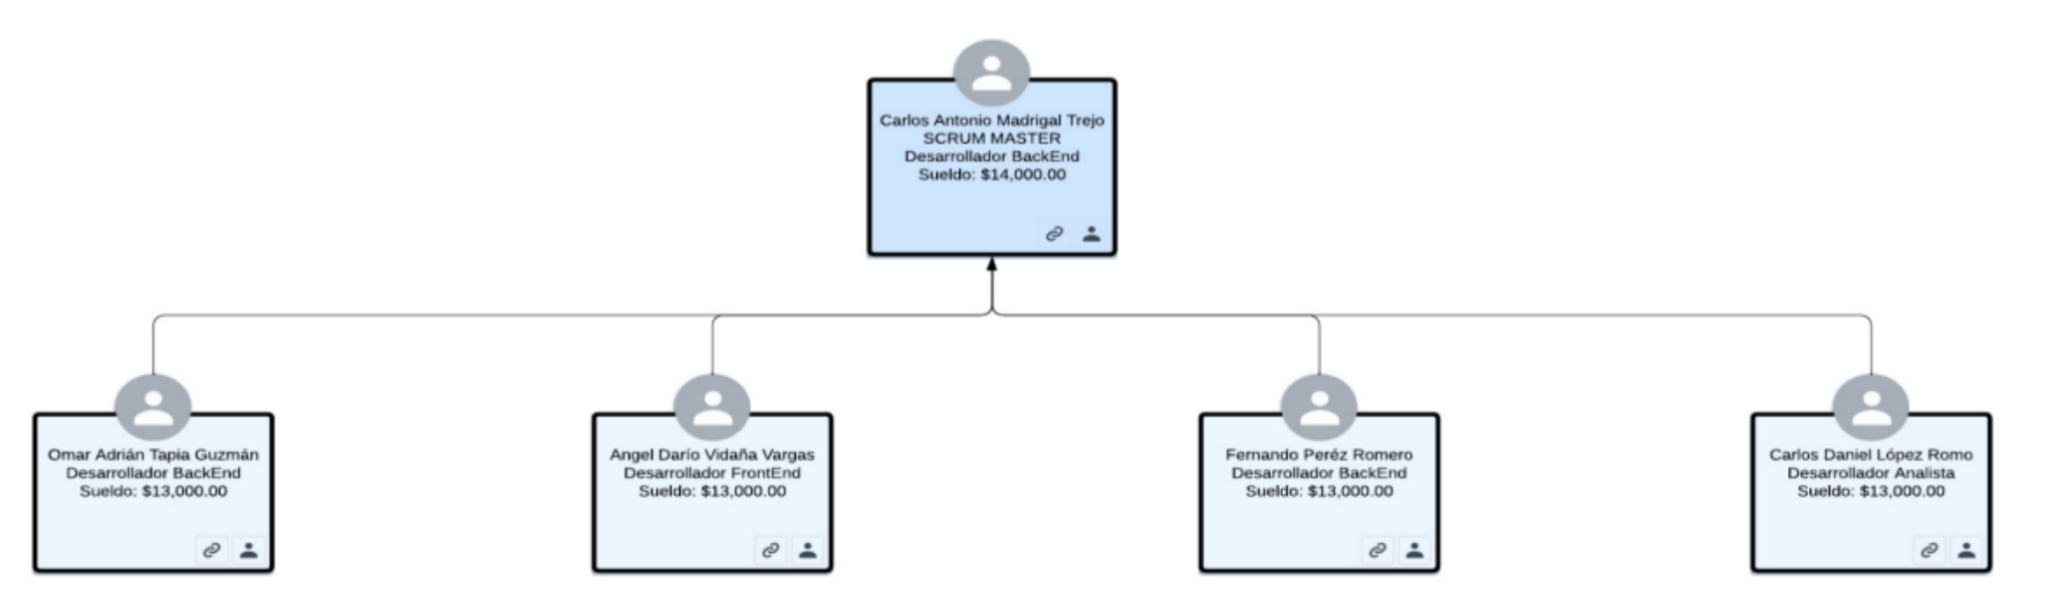 Carlos Antonio Madrigal Trejo
SCRUM MASTER
Desarrollador BackEnd
Sueldo: $14,000.00
Omar Adrián Tapia Guzmán
Desarrollador BackEnd
Sueldo: $13,000.00
Angel Darío Vidaña Vargas
Desarrollador FrontEnd
Sueldo: $13,000.00
Fernando Peréz Romero
Desarrollador BackEnd
Sueldo: $13,000.00
Carlos Daniel López Romo
Desarrollador Analista
Sueldo: $13,000.00